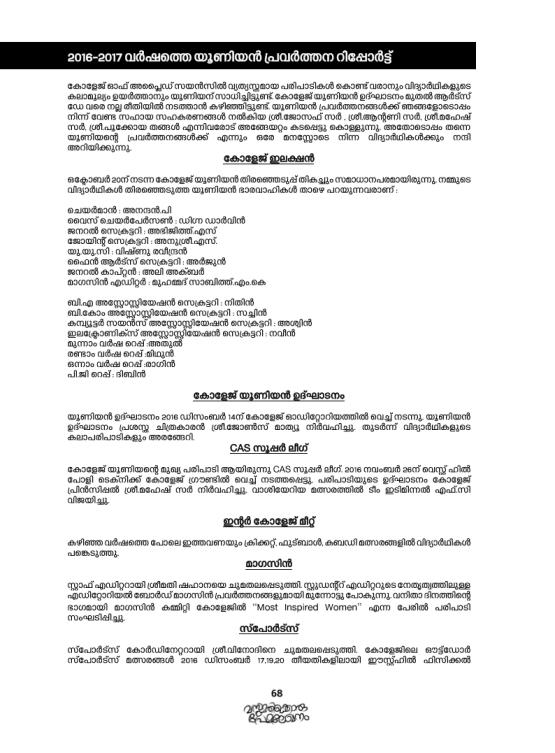 2016-2017 വർഷത്തെ യൂണിയൻ പ്രവർത്തന റിപ്പോർട്ട്
കോളേജ് ഓഫ് അപ്ലൈഡ് സയൻസിൽ വ്യത്യസ്തമായ പരിപാടികൾ കൊണ്ട് വരാനും വിദ്യാർഥികളുടെ
കലാമൂല്യം ഉയർത്താനും യൂണിയന് സാധിച്ചിട്ടുണ്ട്. കോളേജ് യൂണിയൻ ഉദ്ഘാടനം മുതൽ ആർട്സ്
ഡേ വരെ നല്ല രീതിയിൽ നടത്താൻ കഴിഞ്ഞിട്ടുണ്ട്. യൂണിയൻ പ്രവർത്തനങ്ങൾക്ക് ഞങ്ങളോടൊപ്പം
നിന്ന് വേണ്ട സഹായ സഹകരണങ്ങൾ നൽകിയ ശ്രീ.ജോസഫ് സർ , ശ്രീ.ആന്റണി സർ, ശ്രീ.മഹേഷ്
സർ, ശ്രീ.പൂക്കോയ തങ്ങൾ എന്നിവരോട് അങ്ങേയറ്റം കടപ്പെട്ടു കൊള്ളുന്നു. അതോടൊപ്പം തന്നെ
യൂണിയന്റെ പ്രവർത്തനങ്ങൾക്ക് എന്നും ഒരേ മനസ്സോടെ നിന്ന വിദ്യാർഥികൾക്കും നന്ദി
അറിയിക്കുന്നു.
കോളേജ് ഇലക്ഷൻ
ഒക്ടോബർ 20ന് നടന്ന കോളേജ് യൂണിയൻ തിരഞ്ഞെടുപ്പ് തികച്ചും സമാധാനപരമായിരുന്നു. നമ്മുടെ
വിദ്യാർഥികൾ തിരഞ്ഞെടുത്ത യൂണിയൻ ഭാരവാഹികൾ താഴെ പറയുന്നവരാണ് :
ചെയർമാൻ : അനന്ദൻ.പി
വൈസ് ചെയർപേർസൺ : ഡിഗ്ന ഡാർവിൻ
ജനറൽ സെക്രട്ടറി : അഭിജിത്ത്.എസ്
ജോയിന്റ് സെക്രട്ടറി : അനുശ്രീ.എസ്.
യു.യു.സി : വിഷ്ണു രവീന്ദ്രൻ
ഫൈൻ ആർട്സ് സെക്രട്ടറി : അർജുൻ
ജനറൽ കാപ്റ്റൻ : അലി അക്ബർ
മാഗസിൻ എഡിറ്റർ : മുഹമ്മദ് സാബിത്ത്.എം.കെ
ബി.എ അസ്സോസ്സിയേഷൻ സെക്രട്ടറി : നിതിൻ
ബി.കോം അസ്സോസ്സിയേഷൻ സെക്രട്ടറി : സച്ചിൻ
കമ്പ്യൂട്ടർ സയൻസ് അസ്സോസ്സിയേഷൻ സെക്രട്ടറി : അശ്വിൻ
ഇലക്ട്രോണിക്സ് അസ്സോസ്സിയേഷൻ സെക്രട്ടറി : നവീൻ
മൂന്നാം വർഷ റെപ്പ് :അതുൽ
രണ്ടാം വർഷ റെപ്പ് :മിഥുൻ
ഒന്നാം വർഷ റെപ്പ് :രാഗിൻ
പി.ജി റെപ്പ് : ദിബിൻ
കോളേജ് യൂണിയൻ ഉദ്ഘാടനം
യൂണിയൻ ഉദ്ഘാടനം 2016 ഡിസംബർ 14ന് കോളേജ് ഓഡിറ്റോറിയത്തിൽ വെച്ച് നടന്നു. യൂണിയൻ
ഉദ്ഘാടനം പ്രശസ്ത ചിത്രകാരൻ ശ്രീ.ജോൺസ് മാത്യൂ നിർവഹിച്ചു. തുടർന്ന് വിദ്യാർഥികളുടെ
കലാപരിപാടികളും അരങ്ങേറി.
CAS സൂപ്പർ ലീഗ്
കോളേജ് യൂണിയന്റെ മുഖ്യ പരിപാടി ആയിരുന്നു CAS സൂപ്പർ ലീഗ്. 2016 നവംബർ 26ന് വെസ്റ്റ് ഹിൽ
പോളി ടെക്നിക്ക് കോളേജ് ഗ്രൗണ്ടിൽ വെച്ച് നടത്തപ്പെട്ടു. പരിപാടിയുടെ ഉദ്ഘാടനം കോളേജ്
പ്രിൻസിപ്പൽ ശ്രീ.മഹേഷ് സർ നിർവഹിച്ചു. വാശിയേറിയ മത്സരത്തിൽ ടീം ഇടിമിന്നൽ എഫ്.സി
വിജയിച്ചു.
ഇന്റർ കോളേജ് മീറ്റ്
കഴിഞ്ഞ വർഷത്തെ പോലെ ഇത്തവണയും ക്രിക്കറ്റ്, ഫുട്ബാൾ, കബഡി മത്സരങ്ങളിൽ വിദ്യാർഥികൾ
പങ്കെടുത്തു.
മാഗസിൻ
സ്റ്റാഫ് എഡിറ്ററായി ശ്രീമതി ഷഹാനയെ ചുമതലപ്പെടുത്തി. സ്റ്റുഡന്റ് എഡിറ്ററുടെ നേതൃത്വത്തിലുള്ള
എഡിറ്റോറിയൽ ബോർഡ് മാഗസിൻ പ്രവർത്തനങ്ങളുമായി മുന്നോട്ടു പോകുന്നു. വനിതാ ദിനത്തിന്റെ
ഭാഗമായി മാഗസിൻ കമ്മിറ്റി കോളേജിൽ "Most Inspired Women" എന്ന പേരിൽ പരിപാടി
സംഘടിപ്പിച്ചു.
സ്പോർട്സ്
സ്പോർട്സ് കോർഡിനേറ്ററായി ശ്രീ.വിനോദിനെ ചുമതലപ്പെടുത്തി. കോളേജിലെ ഔട്ട്ഡോർ
സ്പോർട്സ് മത്സരങ്ങൾ 2016 ഡിസംബർ 17,19,20 തീയതികളിലായി ഈസ്റ്റ്ഹിൽ ഫിസിക്കൽ
68